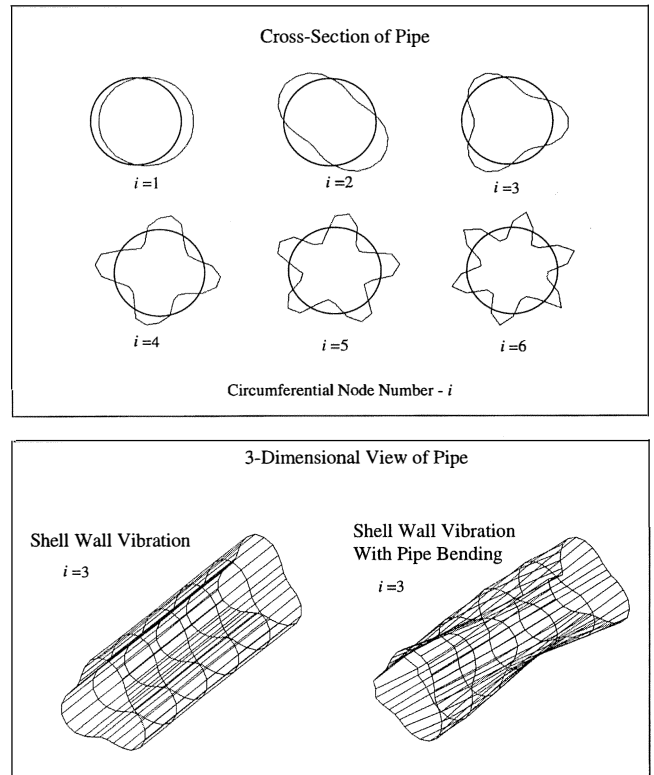 Cross-Section of Pipe
i =1
i =2
i =3
i =4
i =5
i =6
Circumferential Node Number - i
3-Dimensional View of Pipe
Shell Wall Vibration
i =3
Shell Wall Vibration
With Pipe Bending
i =3